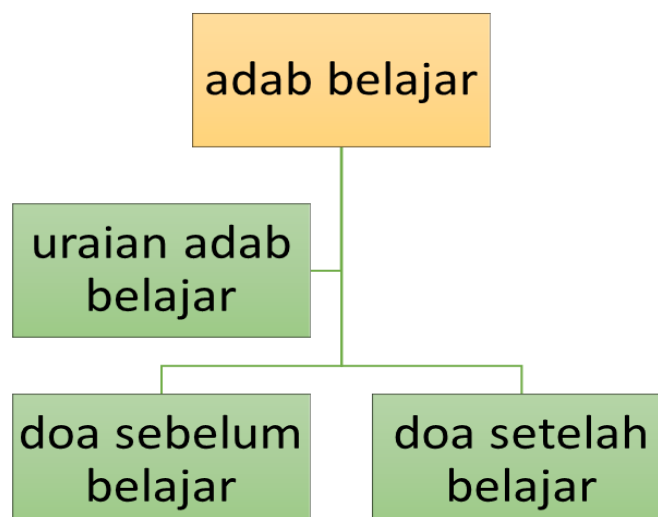 adab belajar
uraian adab
belajar
doa sebelum
belajar
doa setelah
belajar